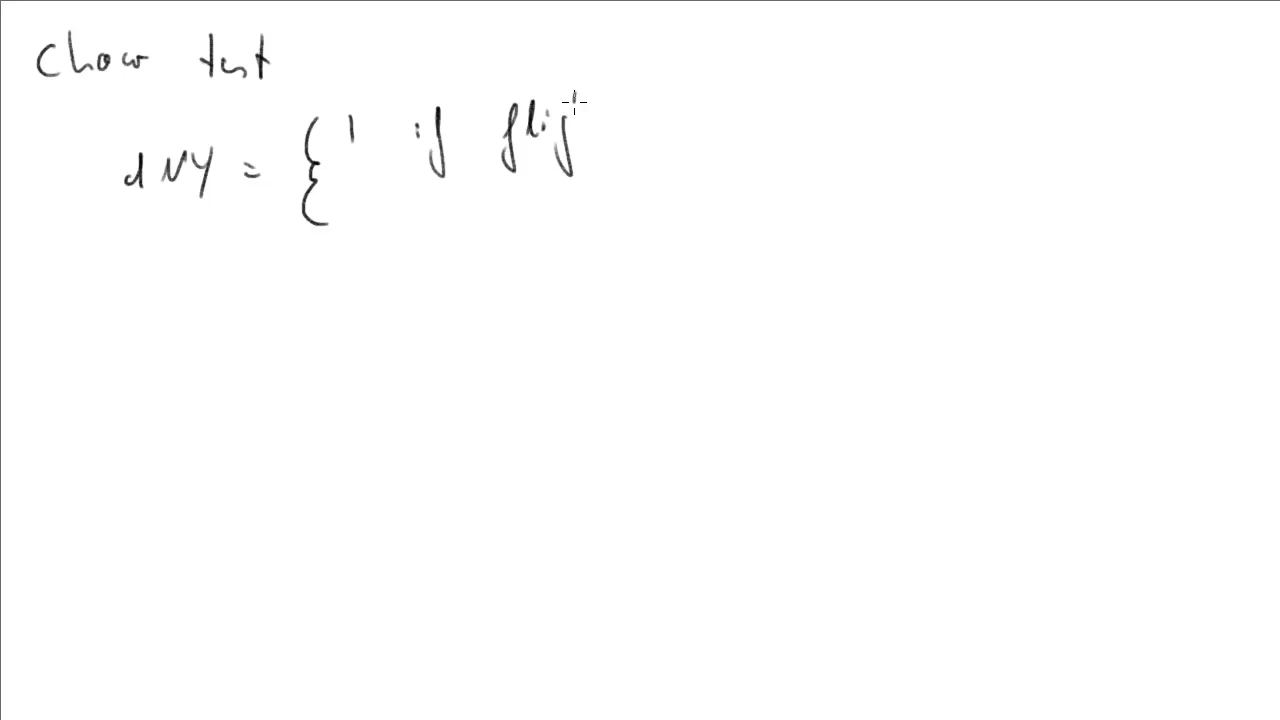 Chow test
dNY = { 1 if flig